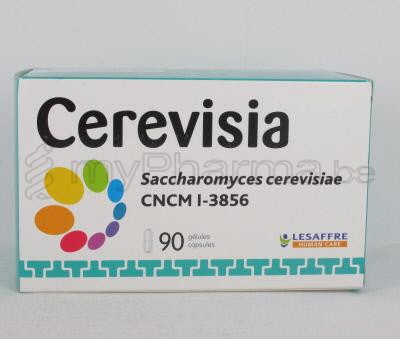 Cerevisia
myPharma.be
Saccharomyces cerevisiae
CNCM I-3856
90 gélules
capsules
LESAFFRE
HUMAN CARE